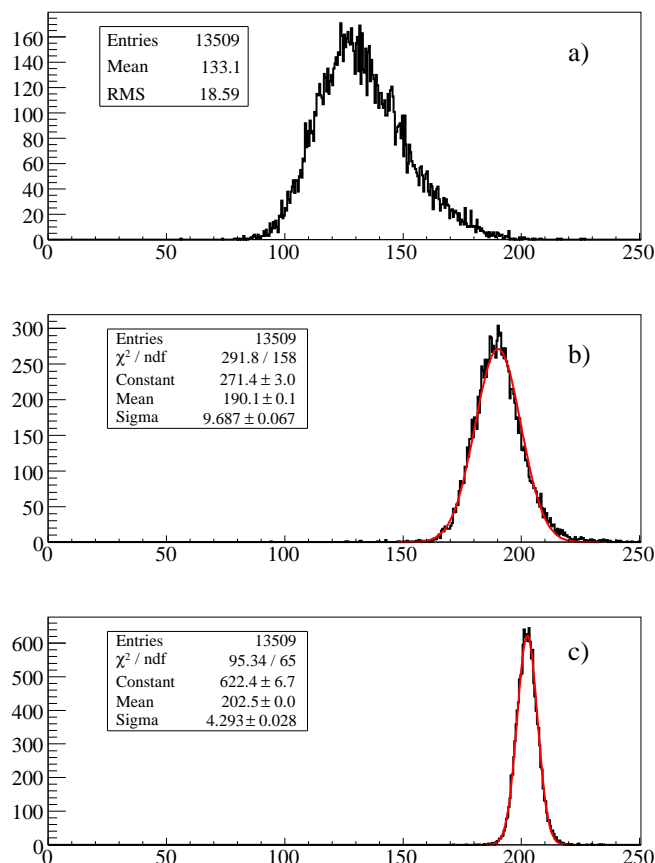 160
140
120
100
80
60
40
20
0
Entries 13509
Mean 133.1
RMS 18.59
a)
0 50 100 150 200 250
300
250
200
150
100
50
0
Entries 13509
χ² / ndf 291.8 / 158
Constant 271.4 ± 3.0
Mean 190.1 ± 0.1
Sigma 9.687 ± 0.067
b)
0 50 100 150 200 250
600
500
400
300
200
100
0
Entries 13509
χ² / ndf 95.34 / 65
Constant 622.4 ± 6.7
Mean 202.5 ± 0.0
Sigma 4.293 ± 0.028
c)
0 50 100 150 200 250